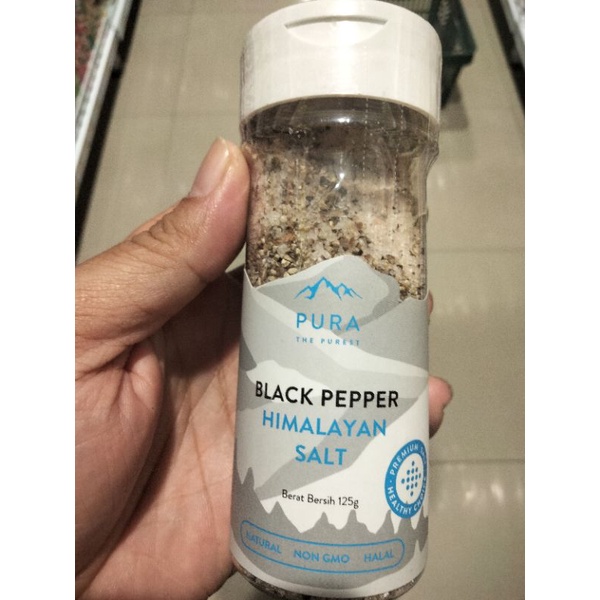 PURA
THE PUREST
BLACK PEPPER
HIMALAYAN
SALT
Berat Bersih 125g
PREMIUM
HEALTHY
NATURAL NON GMO HALAL